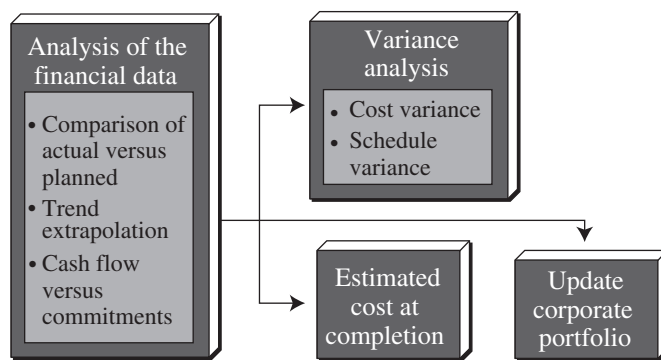 Analysis of the
financial data
• Comparison of
actual versus
planned
• Trend
extrapolation
• Cash flow
versus
commitments
Variance
analysis
• Cost variance
• Schedule
variance
Estimated
cost at
completion
Update
corporate
portfolio